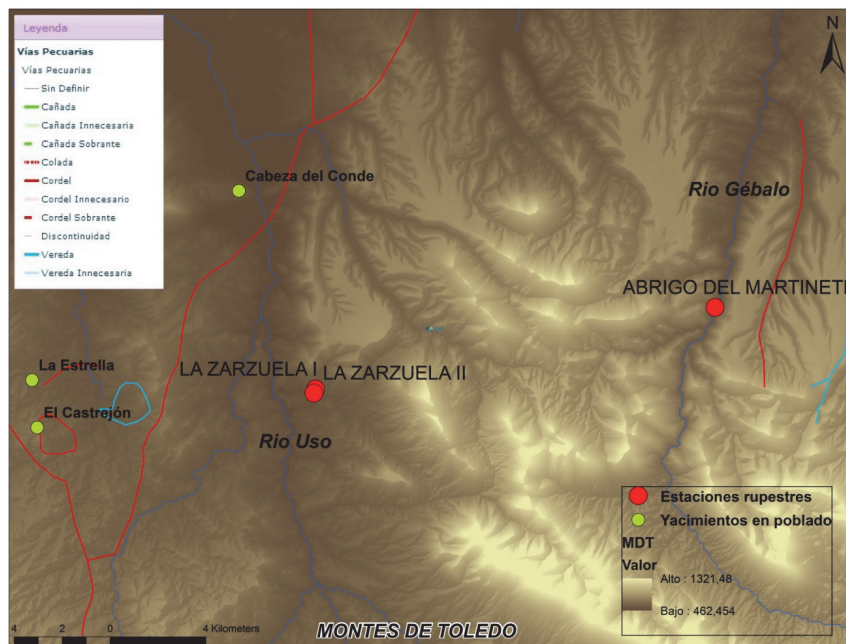 Leyenda
Vías Pecuarias
Vías Pecuarias
Sin Definir
Cañada
Cañada Innecesaria
Cañada Sobrante
Colada
Cordel
Cordel Innecesario
Cordel Sobrante
Discontinuidad
Vereda
Vereda Innecesaria
N
Cabeza del Conde
Rio Gébalo
ABRIGO DEL MARTINETE
La Estrella
LA ZARZUELA I
LA ZARZUELA II
El Castrejón
Rio Uso
Estaciones rupestres
Yacimientos en poblado
MDT
Valor
Alto : 1321,48
Bajo : 462,454
4 2 0 4 Kilometers
MONTES DE TOLEDO